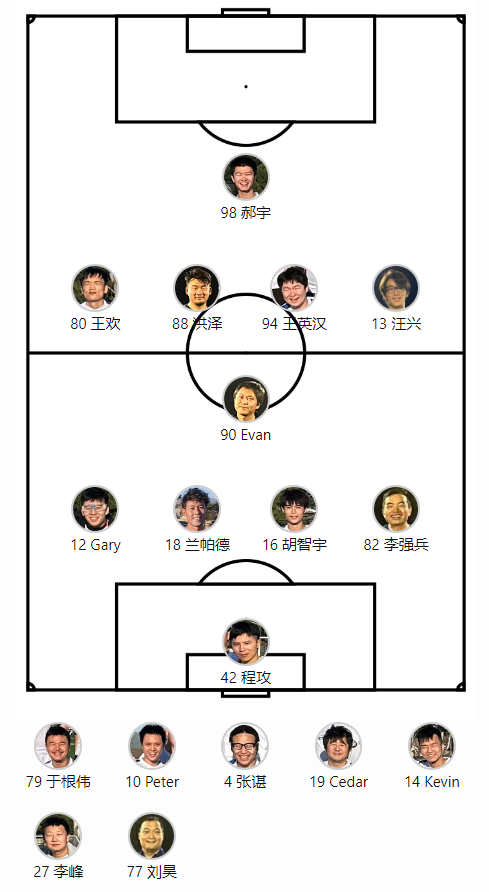 98 郝宇
80 王欢
88 洪泽
94 王英汉
13 汪兴
90 Evan
12 Gary
18 兰帕德
16 胡智宇
82 李强兵
42 程攻
79 于根伟
10 Peter
4 张谌
19 Cedar
14 Kevin
27 李峰
77 刘昊